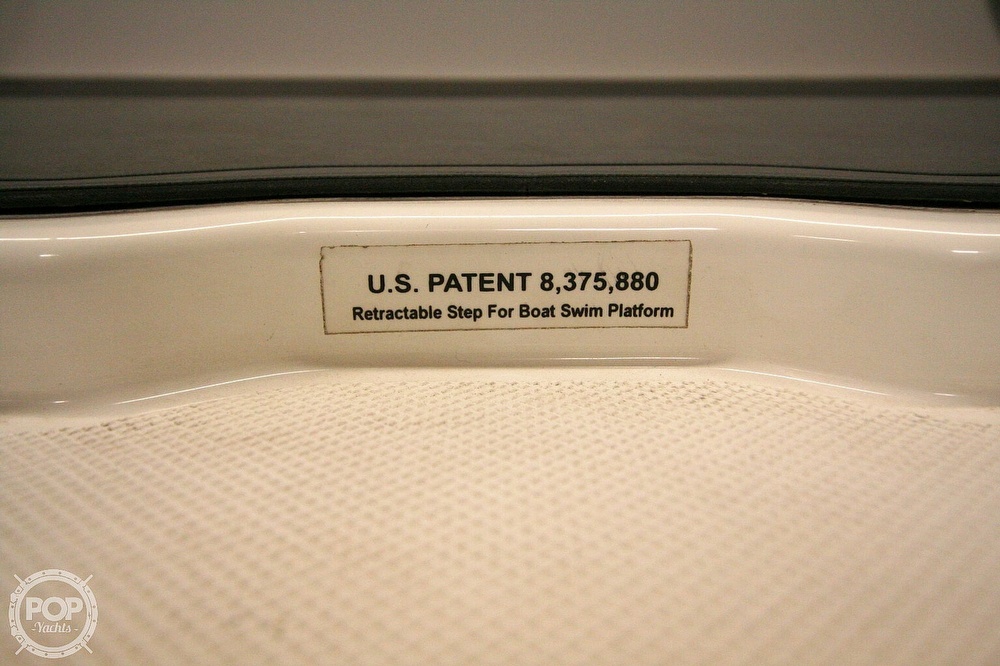 U.S. PATENT 8,375,880
Retractable Step For Boat Swim Platform
POP
-Yachts-